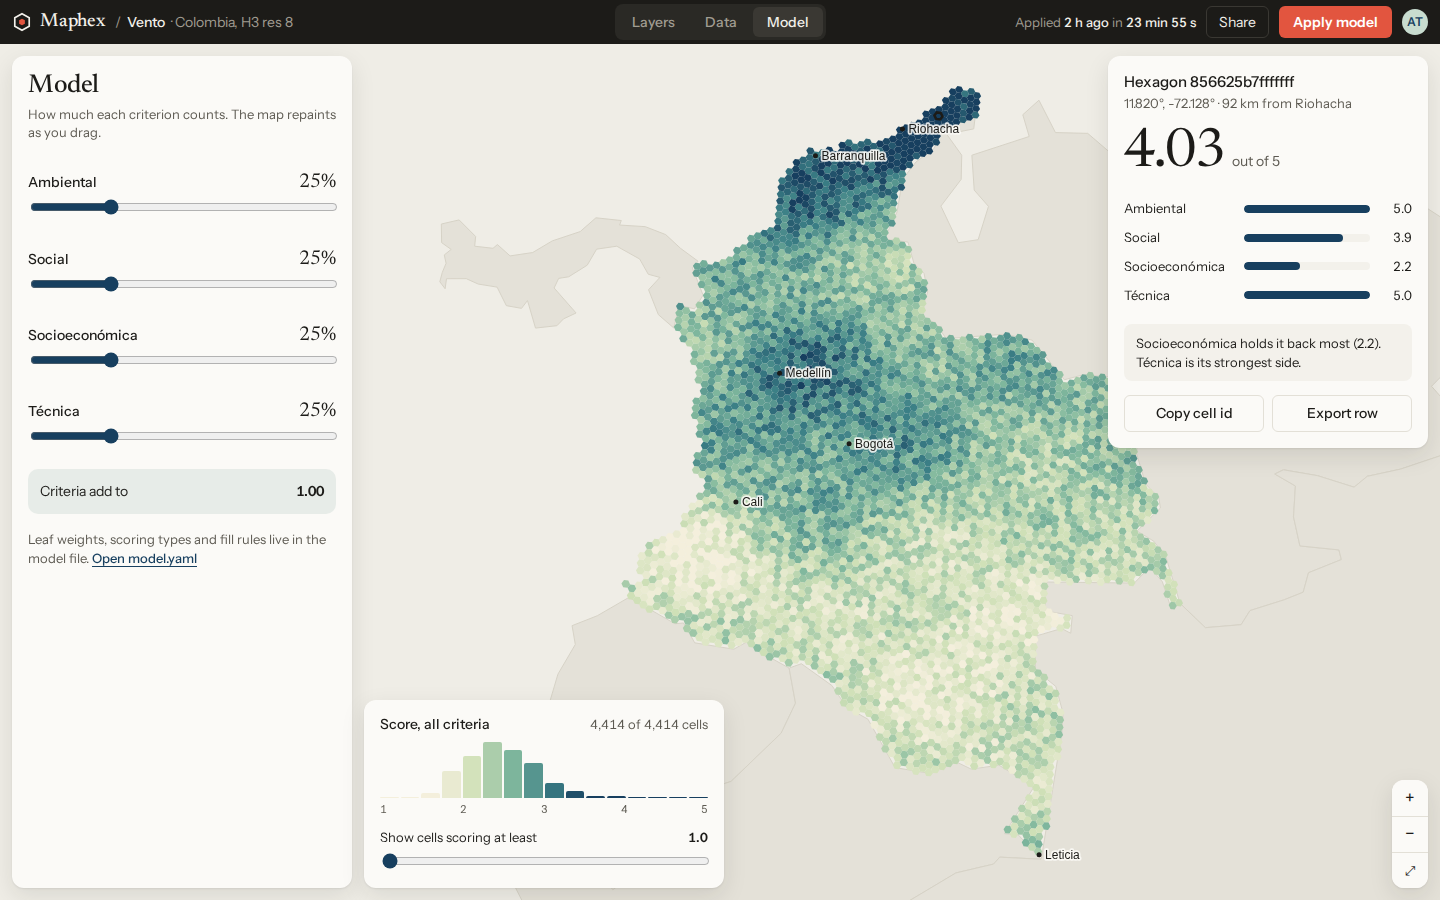 Maphex / Vento · Colombia, H3 res 8
Layers Data Model
Applied 2 h ago in 23 min 55 s Share Apply model AT
Model
How much each criterion counts. The map repaints
as you drag.
Ambiental 25%
Social 25%
Socioeconómica 25%
Técnica 25%
Criteria add to 1.00
Leaf weights, scoring types and fill rules live in the
model file. Open model.yaml
Riohacha
Barranquilla
Medellín
Bogotá
Cali
Leticia
Hexagon 856625b7fffffff
11.820°, -72.128° · 92 km from Riohacha
4.03 out of 5
Ambiental 5.0
Social 3.9
Socioeconómica 2.2
Técnica 5.0
Socioeconómica holds it back most (2.2).
Técnica is its strongest side.
Copy cell id Export row
Score, all criteria 4,414 of 4,414 cells
1 2 3 4 5
Show cells scoring at least 1.0
+
−